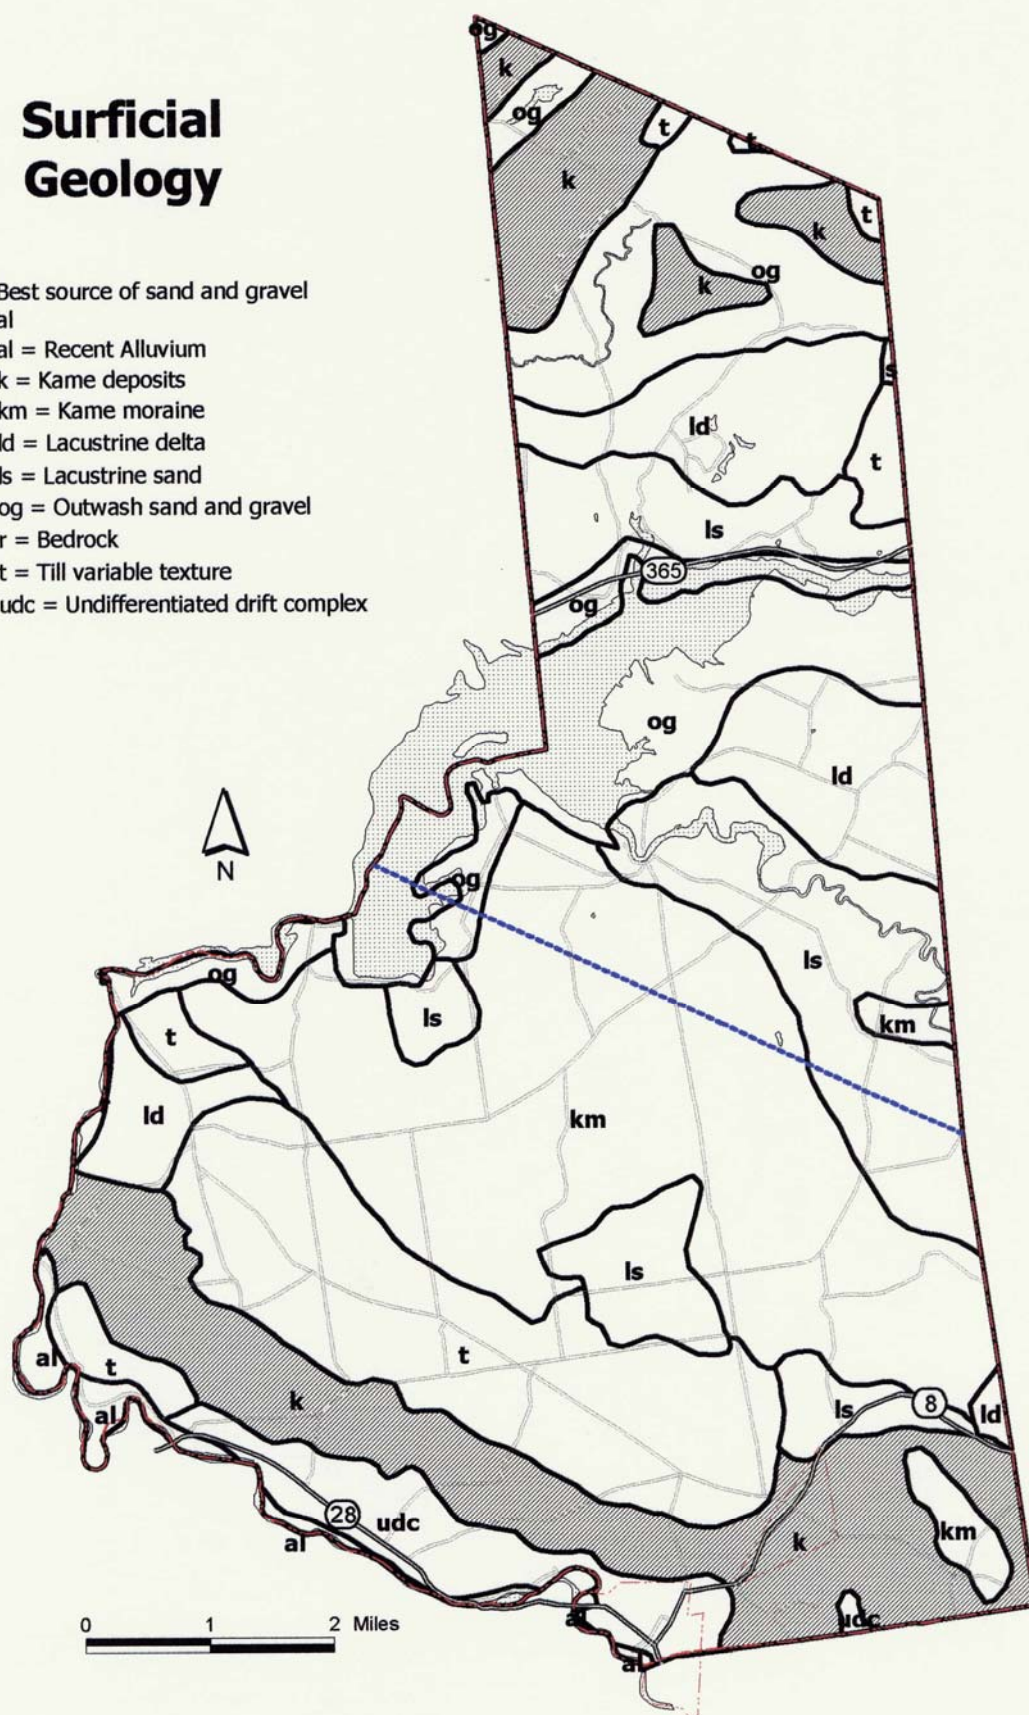 Surficial
Geology
Best source of sand and gravel
al
al = Recent Alluvium
k = Kame deposits
km = Kame moraine
ld = Lacustrine delta
ls = Lacustrine sand
og = Outwash sand and gravel
r = Bedrock
t = Till variable texture
udc = Undifferentiated drift complex
og
k
og
t
t
k
t
k
og
k
s
ld
t
ls
365
og
og
ld
N
og
ls
og
ls
km
t
ld
km
ls
t
al
t
k
al
ls
8
ld
28
udc
al
k
km
al
udc
al
0 1 2 Miles